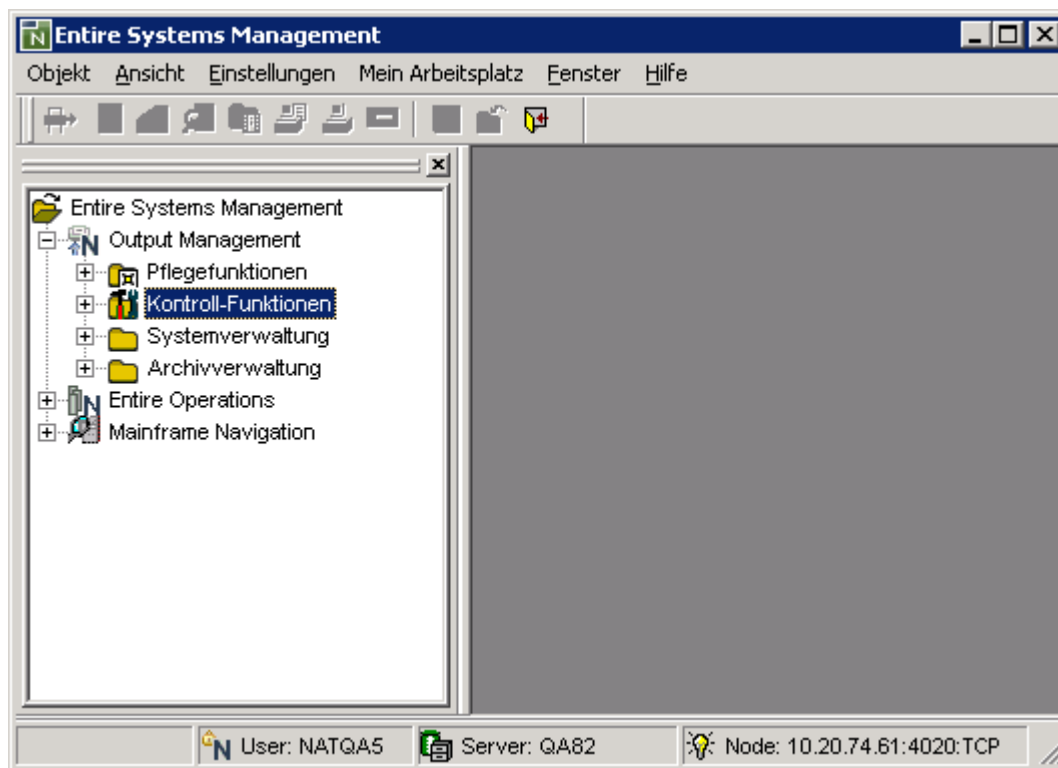 Entire Systems Management
Objekt Ansicht Einstellungen Mein Arbeitsplatz Fenster Hilfe
Entire Systems Management
Output Management
Pflegefunktionen
Kontroll-Funktionen
Systemverwaltung
Archivverwaltung
Entire Operations
Mainframe Navigation
User: NATQA5 Server: QA82 Node: 10.20.74.61:4020:TCP